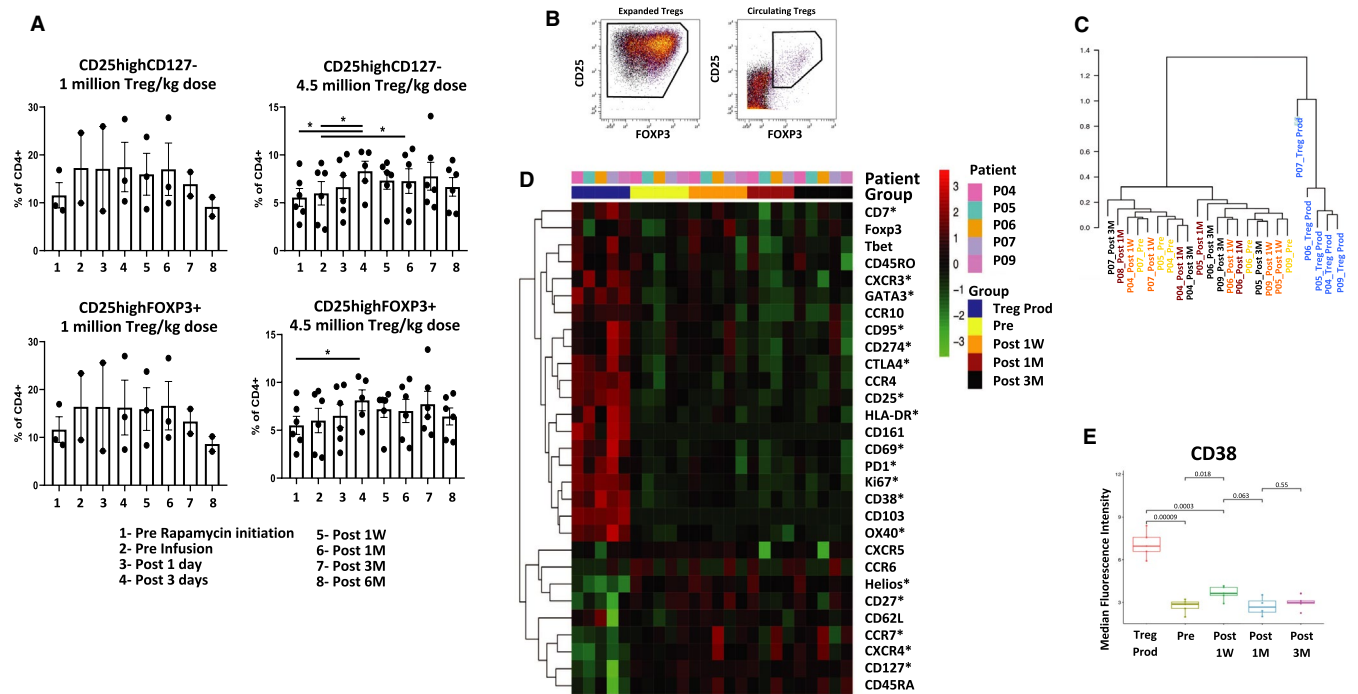 A
CD25highCD127-
1 million Treg/kg dose
30
20
10
0
% of CD4+
1 2 3 4 5 6 7 8
CD25highCD127-
4.5 million Treg/kg dose
15
10
5
0
% of CD4+
* * *
1 2 3 4 5 6 7 8
CD25highFOXP3+
1 million Treg/kg dose
30
20
10
0
% of CD4+
1 2 3 4 5 6 7 8
CD25highFOXP3+
4.5 million Treg/kg dose
15
10
5
0
% of CD4+
*
1 2 3 4 5 6 7 8
1- Pre Rapamycin initiation
2- Pre Infusion
3- Post 1 day
4- Post 3 days
5- Post 1W
6- Post 1M
7- Post 3M
8- Post 6M
B
Expanded Tregs
CD25
FOXP3
Circulating Tregs
CD25
FOXP3
C
1.4
1.2
1.0
0.8
0.6
0.4
0.2
0.0
P07_Post 3M
P08_Post 1M
P04_Post 1W
P07_Pre
P07_Post 1W
P05_Pre
P04_Pre
P04_Post 1M
P04_Post 3M
P05_Post 1M
P06_Post 3M
P09_Post 3M
P06_Post 1W
P06_Post 1M
P06_Pre
P05_Post 3M
P09_Post 1W
P05_Post 1W
P09_Pre
P07_Treg Prod
P06_Treg Prod
P05_Treg Prod
P04_Treg Prod
P09_Treg Prod
D
Patient
Group
CD7*
Foxp3
Tbet
CD45RO
CXCR3*
GATA3*
CCR10
CD95*
CD274*
CTLA4*
CCR4
CD25*
HLA-DR*
CD161
CD69*
PD1*
Ki67*
CD38*
CD103
OX40*
CXCR5
CCR6
Helios*
CD27*
CD62L
CCR7*
CXCR4*
CD127*
CD45RA
3
2
1
0
−1
−2
−3
Patient
P04
P05
P06
P07
P09
Group
Treg Prod
Pre
Post 1W
Post 1M
Post 3M
E
CD38
Median Fluorescence Intensity
12
9
6
3
0.018
0.55
0.063
0.0003
0.00009
Treg Prod
Pre
Post 1W
Post 1M
Post 3M